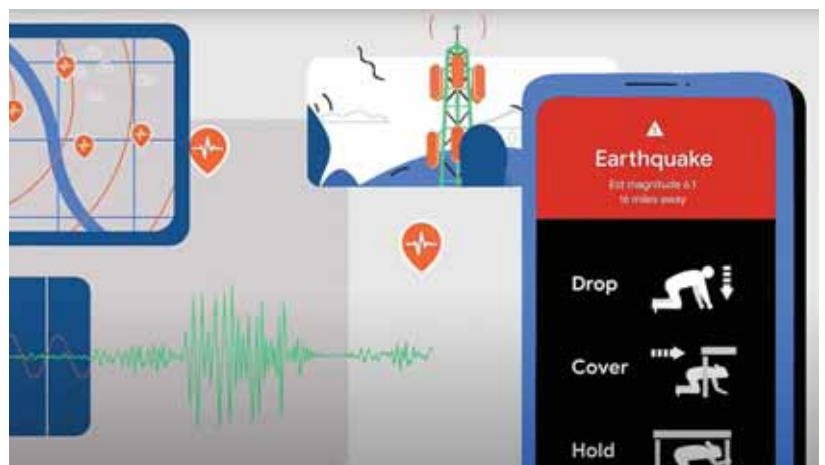 Earthquake
Est magnitude 6.1
16 miles away
Drop
Cover
Hold